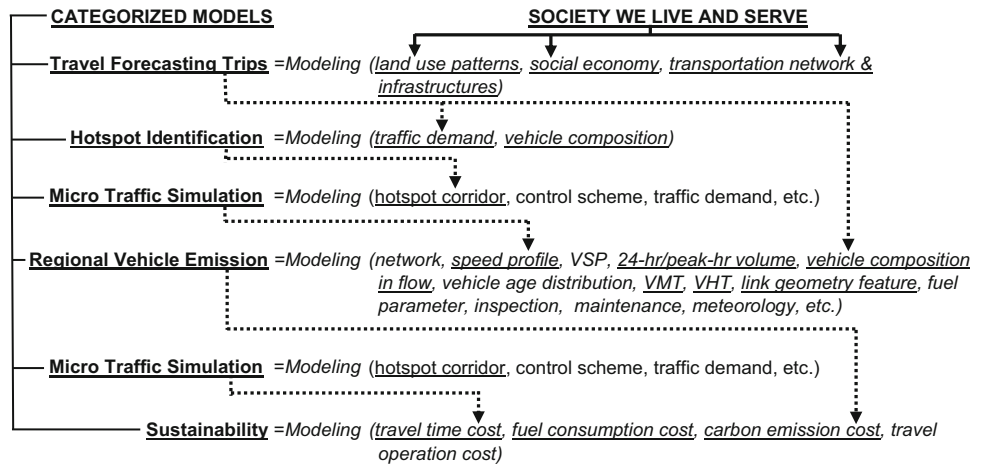 CATEGORIZED MODELS SOCIETY WE LIVE AND SERVE
Travel Forecasting Trips =Modeling (land use patterns, social economy, transportation network &
infrastructures)
Hotspot Identification =Modeling (traffic demand, vehicle composition)
Micro Traffic Simulation =Modeling (hotspot corridor, control scheme, traffic demand, etc.)
Regional Vehicle Emission =Modeling (network, speed profile, VSP, 24-hr/peak-hr volume, vehicle composition
in flow, vehicle age distribution, VMT, VHT, link geometry feature, fuel
parameter, inspection, maintenance, meteorology, etc.)
Micro Traffic Simulation =Modeling (hotspot corridor, control scheme, traffic demand, etc.)
Sustainability =Modeling (travel time cost, fuel consumption cost, carbon emission cost, travel
operation cost)